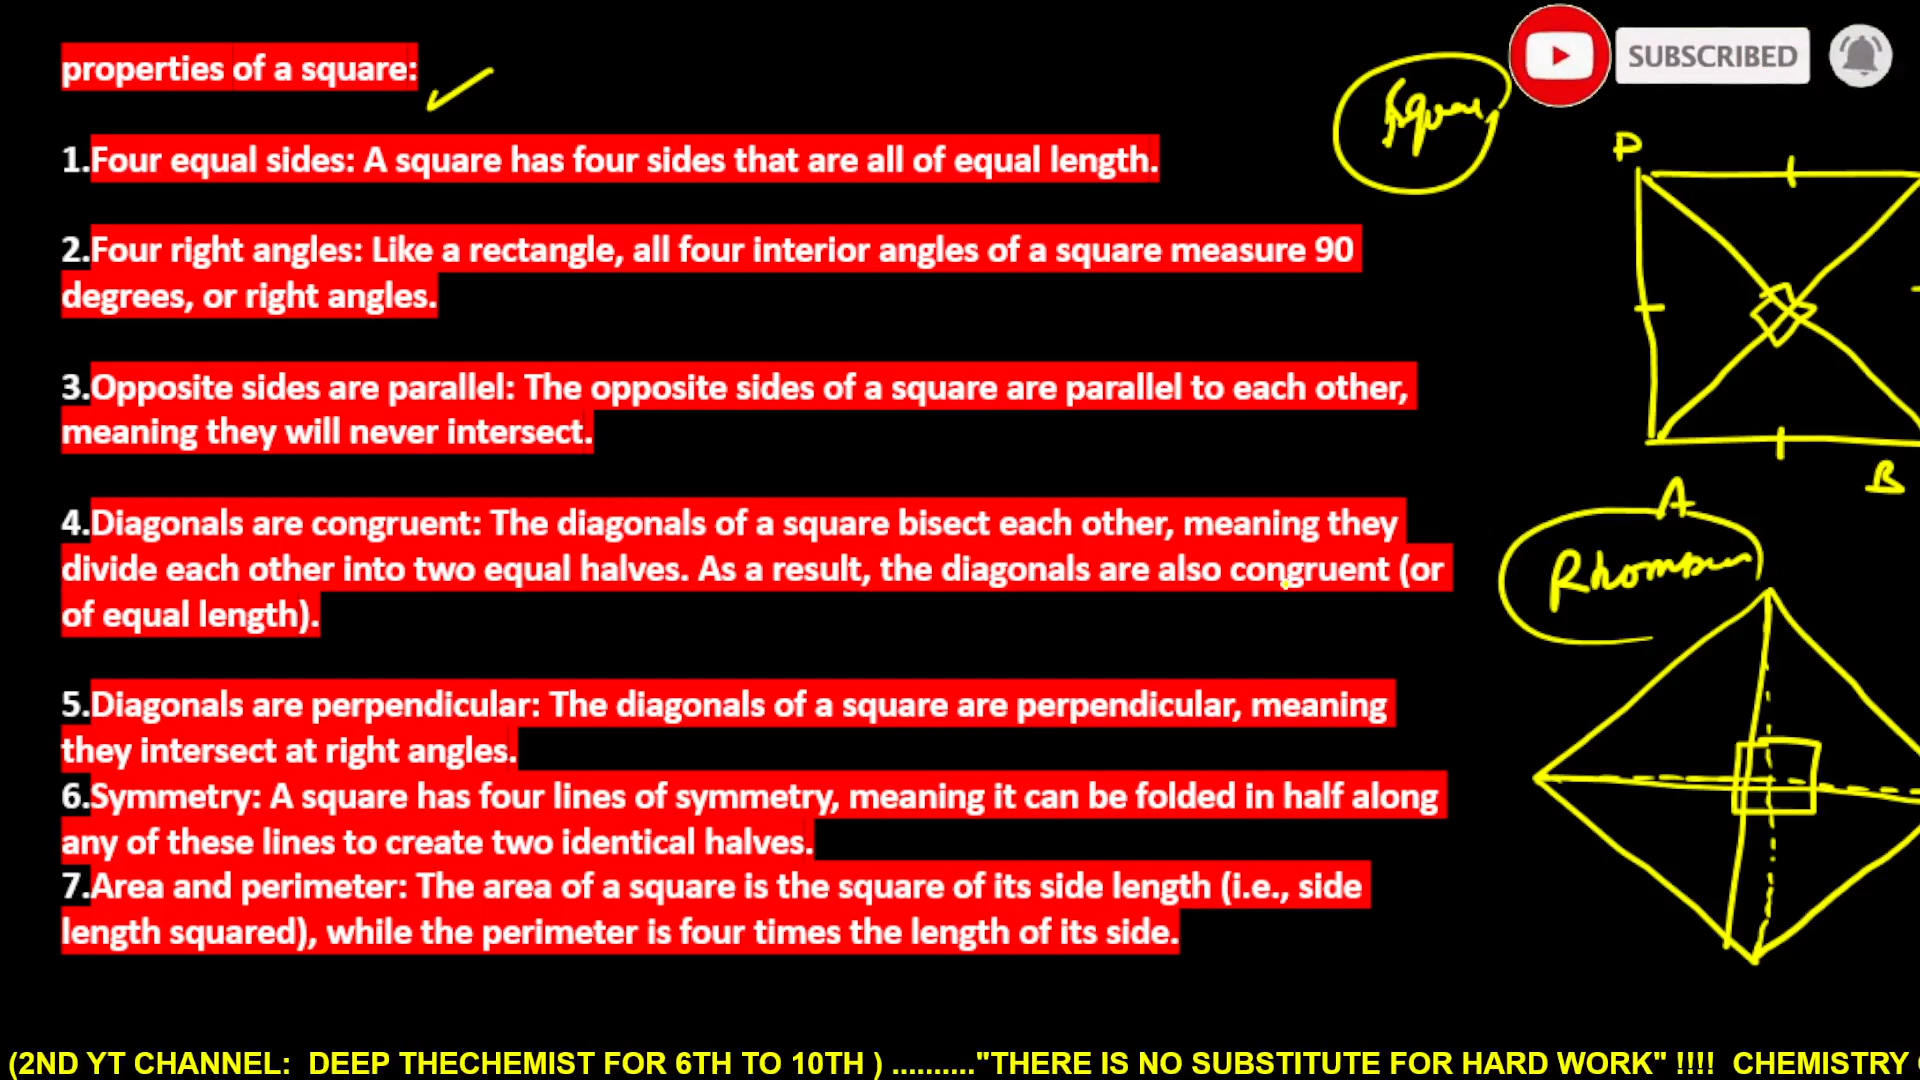 properties of a square:
SUBSCRIBED
Square
1.Four equal sides: A square has four sides that are all of equal length.
2.Four right angles: Like a rectangle, all four interior angles of a square measure 90
degrees, or right angles.
3.Opposite sides are parallel: The opposite sides of a square are parallel to each other,
meaning they will never intersect.
4.Diagonals are congruent: The diagonals of a square bisect each other, meaning they
divide each other into two equal halves. As a result, the diagonals are also congruent (or
of equal length).
5.Diagonals are perpendicular: The diagonals of a square are perpendicular, meaning
they intersect at right angles.
6.Symmetry: A square has four lines of symmetry, meaning it can be folded in half along
any of these lines to create two identical halves.
7.Area and perimeter: The area of a square is the square of its side length (i.e., side
length squared), while the perimeter is four times the length of its side.
A
B
Rhombus
(2ND YT CHANNEL: DEEP THECHEMIST FOR 6TH TO 10TH ) .........."THERE IS NO SUBSTITUTE FOR HARD WORK" !!!! CHEMISTRY